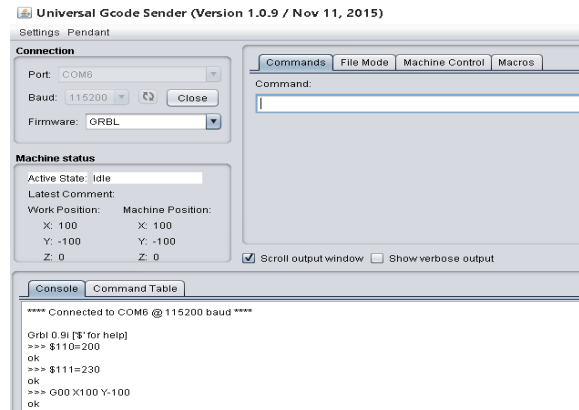 Universal Gcode Sender (Version 1.0.9 / Nov 11, 2015)
Settings Pendant
Connection
Port: COM6
Baud: 115200 Close
Firmware: GRBL
Machine status
Active State: Idle
Latest Comment:
Work Position: Machine Position:
X: 100 X: 100
Y: -100 Y: -100
Z: 0 Z: 0
Commands File Mode Machine Control Macros
Command:
Scroll output window Show verbose output
Console Command Table
**** Connected to COM6 @ 115200 baud ****
Grbl 0.9i ['$' for help]
>>> $110=200
ok
>>> $111=230
ok
>>> G00 X100 Y-100
ok